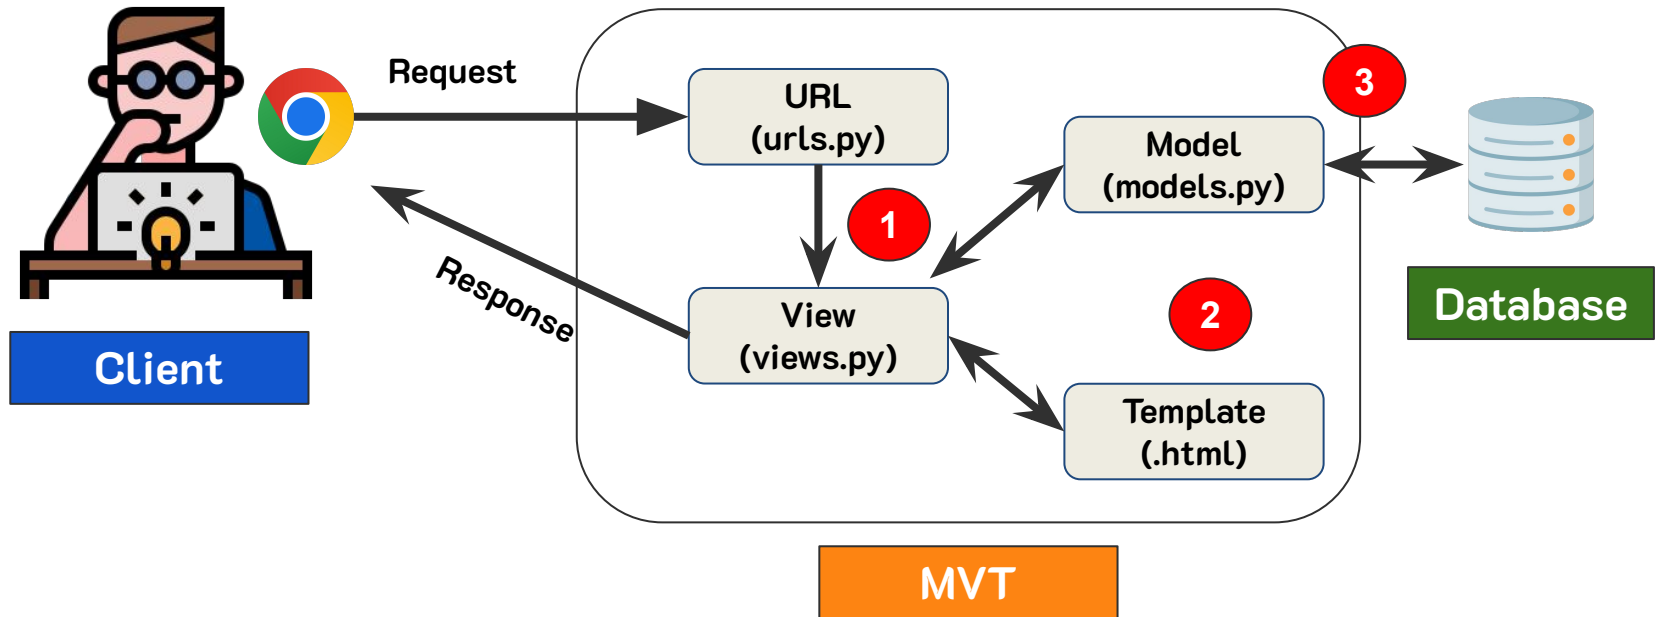 Request
URL
(urls.py)
3
Model
(models.py)
1
Response
View
(views.py)
2
Database
Client
Template
(.html)
MVT